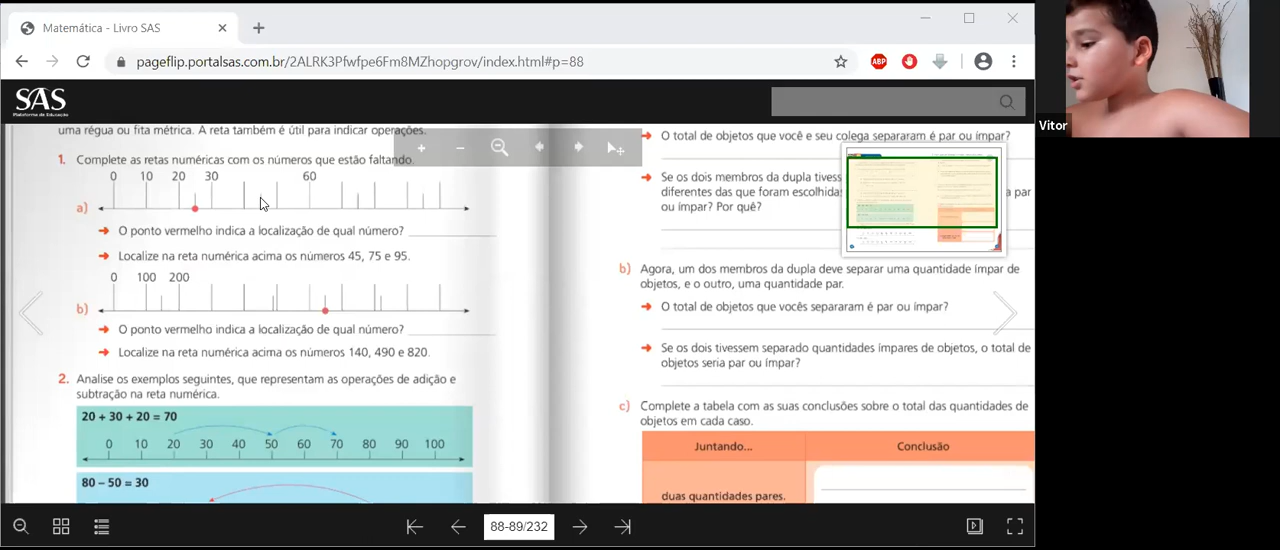 Matemática - Livro SAS
pageflip.portalsas.com.br/2ALRK3Pfwfpe6Fm8MZhopgrov/index.html#p=88
ABP
Vitor
SAS
Plataforma de Educação
uma régua ou fita métrica. A reta também é útil para indicar operações.
1. Complete as retas numéricas com os números que estão faltando.
0 10 20 30 60
a)
➜ O ponto vermelho indica a localização de qual número?
➜ Localize na reta numérica acima os números 45, 75 e 95.
0 100 200
b)
➜ O ponto vermelho indica a localização de qual número?
➜ Localize na reta numérica acima os números 140, 490 e 820.
2. Analise os exemplos seguintes, que representam as operações de adição e
subtração na reta numérica.
20 + 30 + 20 = 70
0 10 20 30 40 50 60 70 80 90 100
80 – 50 = 30
➜ O total de objetos que você e seu colega separaram é par ou ímpar?
➜ Se os dois membros da dupla
diferentes das que foram
ou ímpar? Por quê?
b) Agora, um dos membros da dupla deve separar uma quantidade ímpar de
objetos, e o outro, uma quantidade par.
➜ O total de objetos que vocês separaram é par ou ímpar?
➜ Se os dois tivessem separado quantidades ímpares de objetos, o total de
objetos seria par ou ímpar?
c) Complete a tabela com as suas conclusões sobre o total das quantidades de
objetos em cada caso.
Juntando... Conclusão
duas quantidades pares.
88-89/232